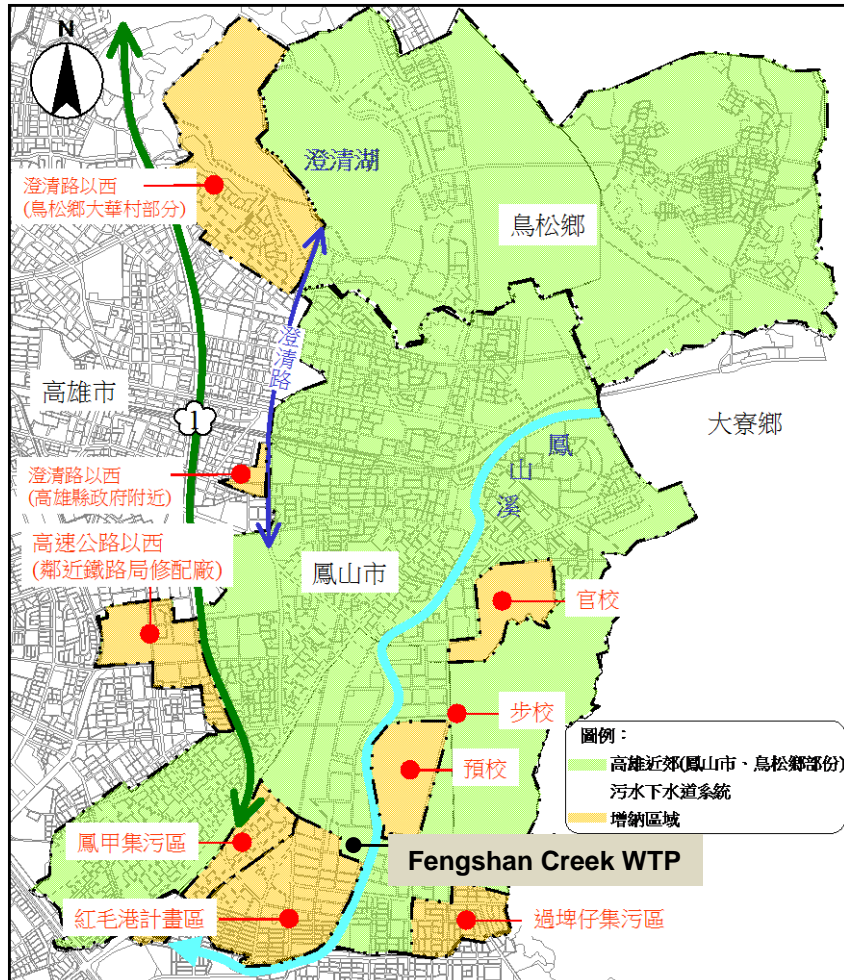 N
澄清湖
澄清路以西
(鳥松鄉大華村部分)
鳥松鄉
澄清路
高雄市
1
大寮鄉
鳳山溪
澄清路以西
(高雄縣政府附近)
高速公路以西
(鄰近鐵路局修配廠)
鳳山市
官校
步校
預校
圖例：
高雄近郊(鳳山市、鳥松鄉部份)
污水下水道系統
增納區域
鳳甲集污區
Fengshan Creek WTP
紅毛港計畫區
過埤仔集污區